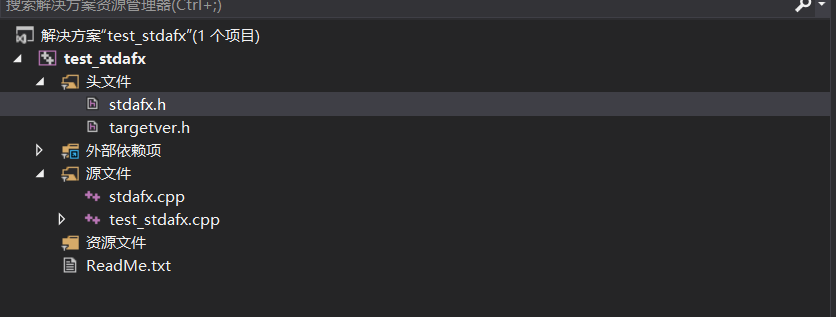 搜索解决方案资源管理器(Ctrl+;)
解决方案"test_stdafx"(1 个项目)
test_stdafx
头文件
stdafx.h
targetver.h
外部依赖项
源文件
stdafx.cpp
test_stdafx.cpp
资源文件
ReadMe.txt